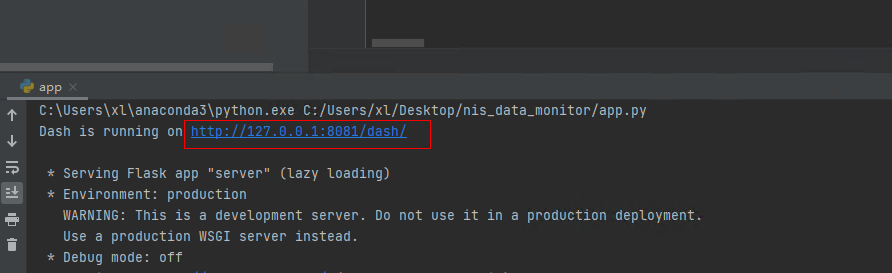 app
C:\Users\xl\anaconda3\python.exe C:/Users/xl/Desktop/nis_data_monitor/app.py
Dash is running on http://127.0.0.1:8081/dash/
* Serving Flask app "server" (lazy loading)
* Environment: production
WARNING: This is a development server. Do not use it in a production deployment.
Use a production WSGI server instead.
* Debug mode: off